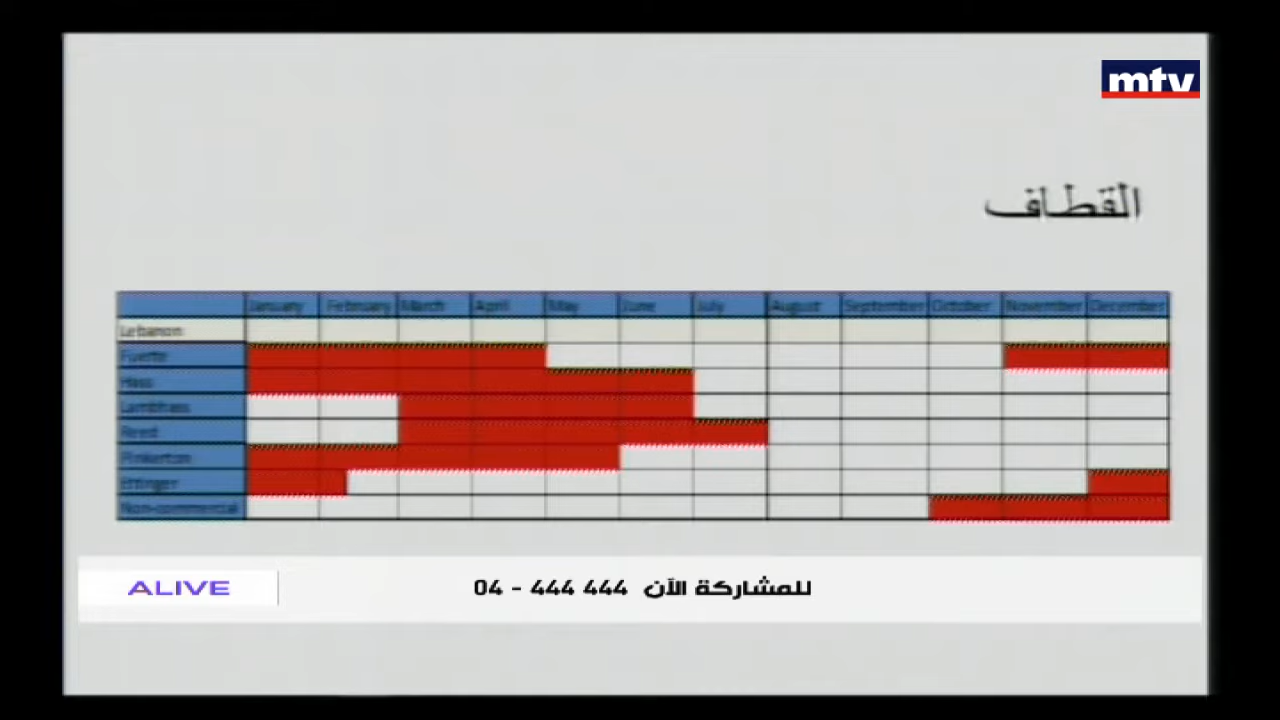 mtv
القطاف
January February March April May June July August September October November December
Lebanon
Fuerte
Hass
Lambhass
Reed
Pinkerton
Ettinger
Non-commercial
ALIVE
للمشاركة الآن 444 444 - 04